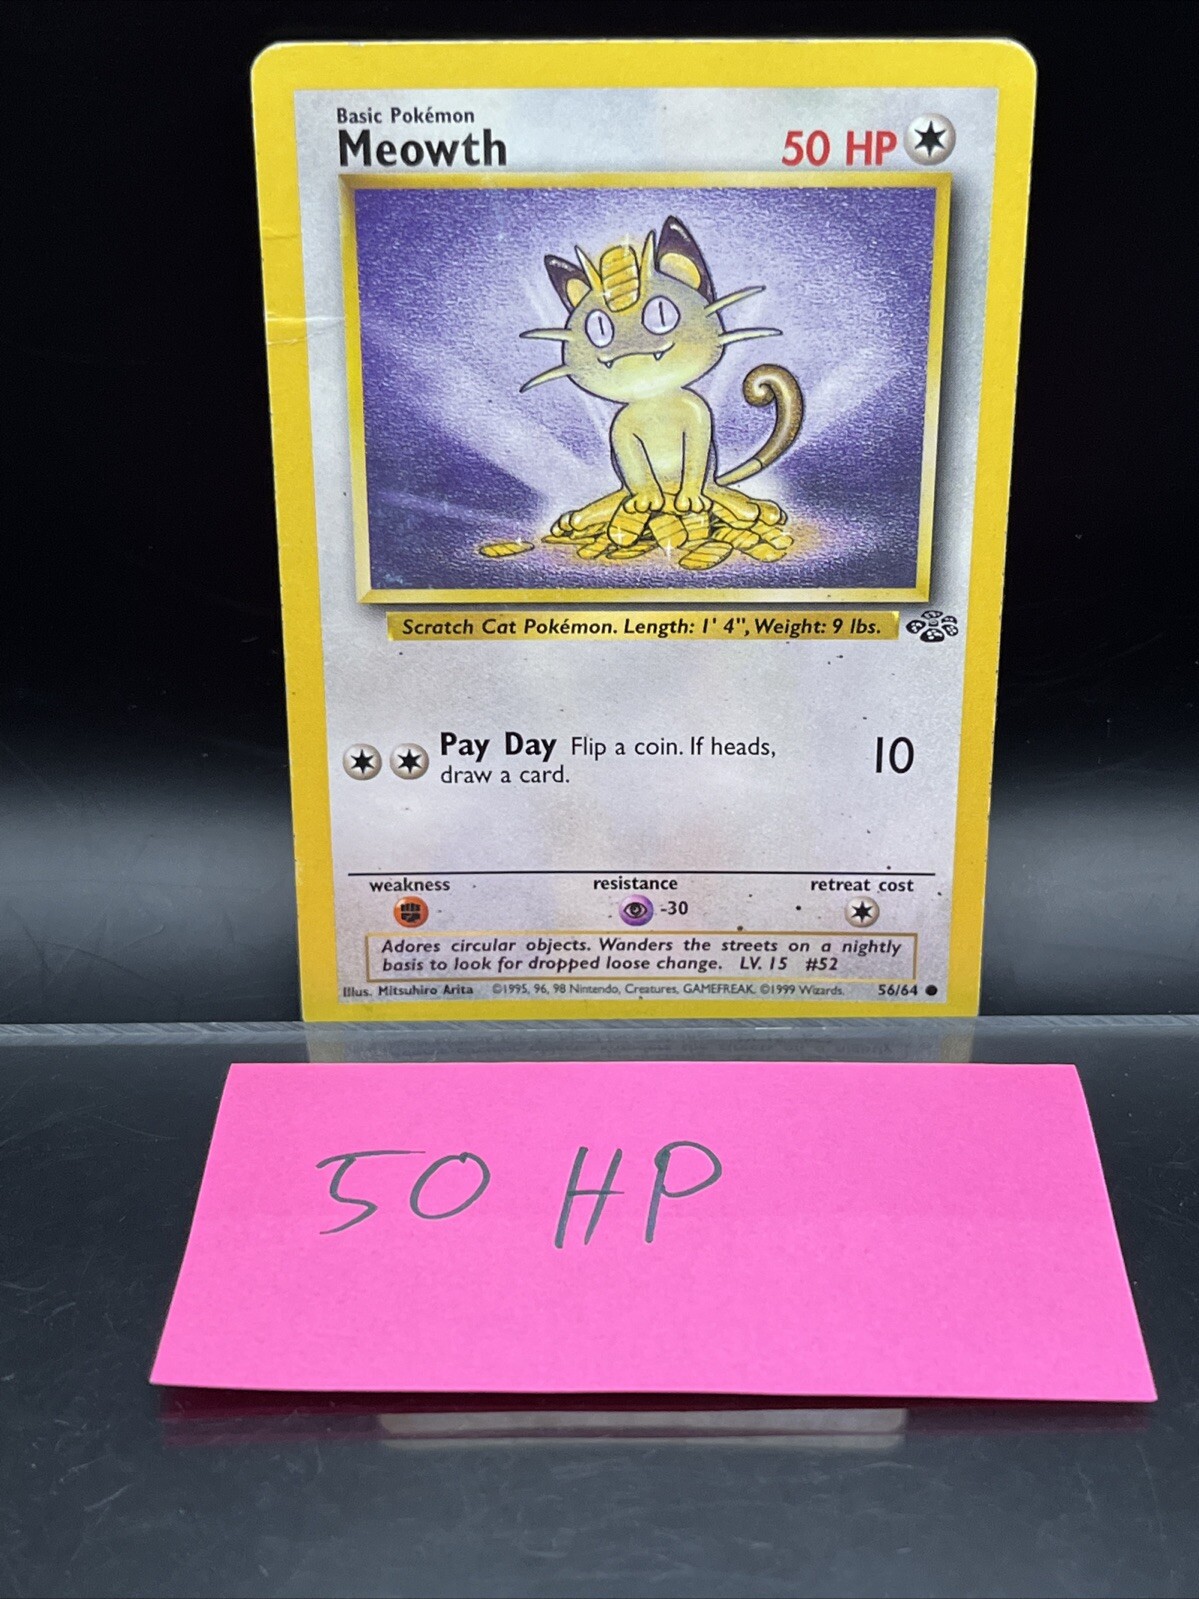 Basic Pokémon
Meowth
50 HP
Scratch Cat Pokémon. Length: 1' 4", Weight: 9 lbs.
Pay Day Flip a coin. If heads,
draw a card.
10
weakness
resistance
retreat cost
-30
Adores circular objects. Wanders the streets on a nightly
basis to look for dropped loose change. LV. 15 #52
Illus. Mitsuhiro Arita ©1995, 96, 98 Nintendo, Creatures, GAMEFREAK. ©1999 Wizards. 56/64
50 HP